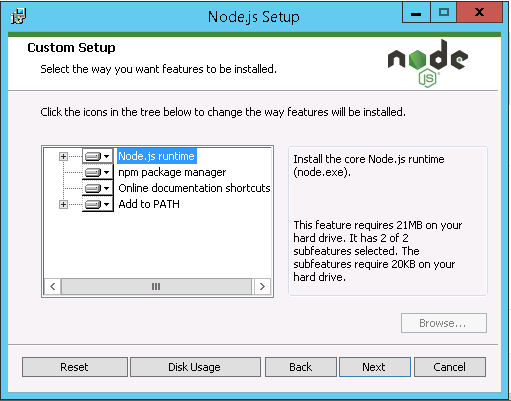 Node.js Setup
Custom Setup
Select the way you want features to be installed.
node
JS
Click the icons in the tree below to change the way features will be installed.
Node.js runtime
npm package manager
Online documentation shortcuts
Add to PATH
Install the core Node.js runtime
(node.exe).
This feature requires 21MB on your
hard drive. It has 2 of 2
subfeatures selected. The
subfeatures require 20KB on your
hard drive.
Browse...
Reset
Disk Usage
Back
Next
Cancel